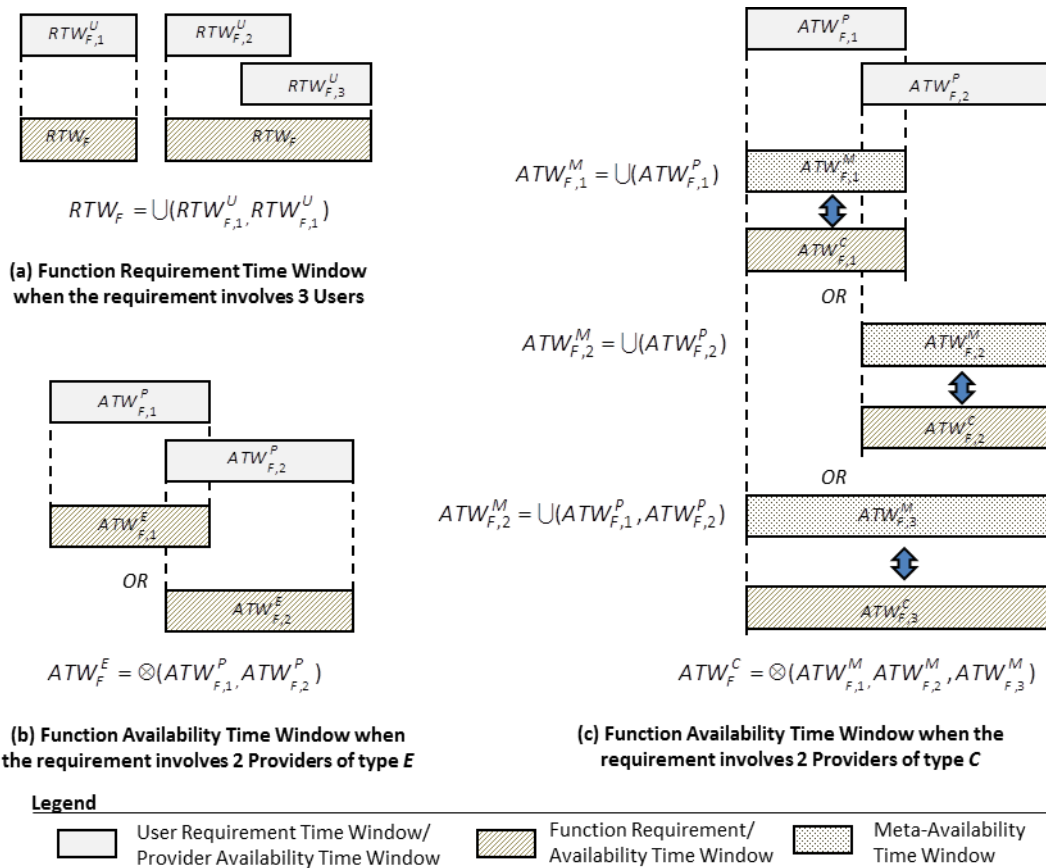 RTW^U_{F,1}
RTW^U_{F,2}
RTW^U_{F,3}
RTW_F
RTW_F
RTW_F = ∪(RTW^U_{F,1}, RTW^U_{F,1})
(a) Function Requirement Time Window
when the requirement involves 3 Users
ATW^P_{F,1}
ATW^P_{F,2}
ATW^E_{F,1}
OR
ATW^E_{F,2}
ATW^E_F = ⊗(ATW^P_{F,1}, ATW^P_{F,2})
(b) Function Availability Time Window when
the requirement involves 2 Providers of type E
ATW^P_{F,1}
ATW^P_{F,2}
ATW^M_{F,1} = ∪(ATW^P_{F,1})
ATW^M_{F,1}
ATW^C_{F,1}
OR
ATW^M_{F,2} = ∪(ATW^P_{F,2})
ATW^M_{F,2}
ATW^C_{F,2}
OR
ATW^M_{F,2} = ∪(ATW^P_{F,1}, ATW^P_{F,2})
ATW^M_{F,3}
ATW^C_{F,3}
ATW^C_F = ⊗(ATW^M_{F,1}, ATW^M_{F,2}, ATW^M_{F,3})
(c) Function Availability Time Window when the
requirement involves 2 Providers of type C
Legend
User Requirement Time Window/
Provider Availability Time Window
Function Requirement/
Availability Time Window
Meta-Availability
Time Window